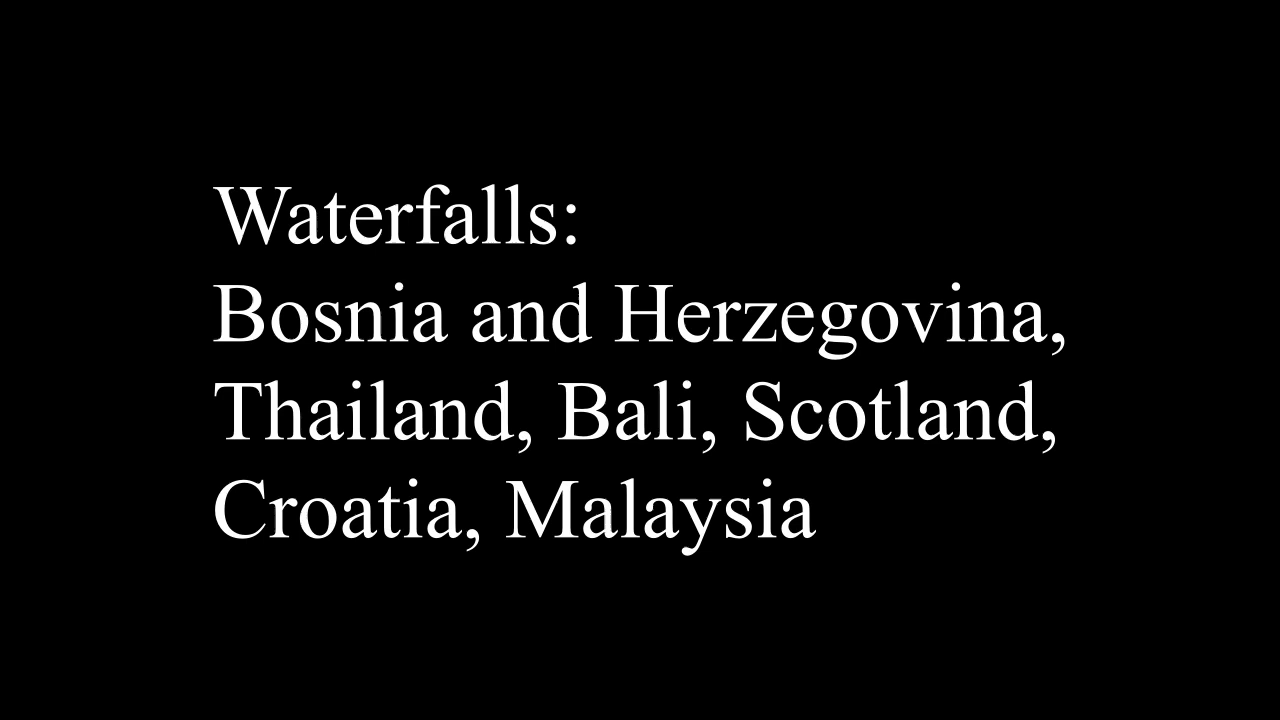 Waterfalls:
Bosnia and Herzegovina,
Thailand, Bali, Scotland,
Croatia, Malaysia